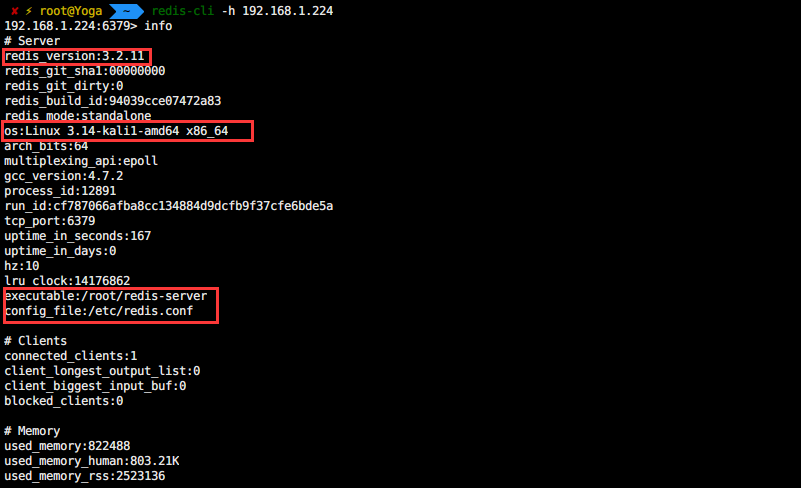 ✘ ⚡ root@Yoga ~ redis-cli -h 192.168.1.224
192.168.1.224:6379> info
# Server
redis_version:3.2.11
redis_git_sha1:00000000
redis_git_dirty:0
redis_build_id:94039cce07472a83
redis_mode:standalone
os:Linux 3.14-kali1-amd64 x86_64
arch_bits:64
multiplexing_api:epoll
gcc_version:4.7.2
process_id:12891
run_id:cf787066afba8cc134884d9dcfb9f37cfe6bde5a
tcp_port:6379
uptime_in_seconds:167
uptime_in_days:0
hz:10
lru_clock:14176862
executable:/root/redis-server
config_file:/etc/redis.conf
# Clients
connected_clients:1
client_longest_output_list:0
client_biggest_input_buf:0
blocked_clients:0
# Memory
used_memory:822488
used_memory_human:803.21K
used_memory_rss:2523136